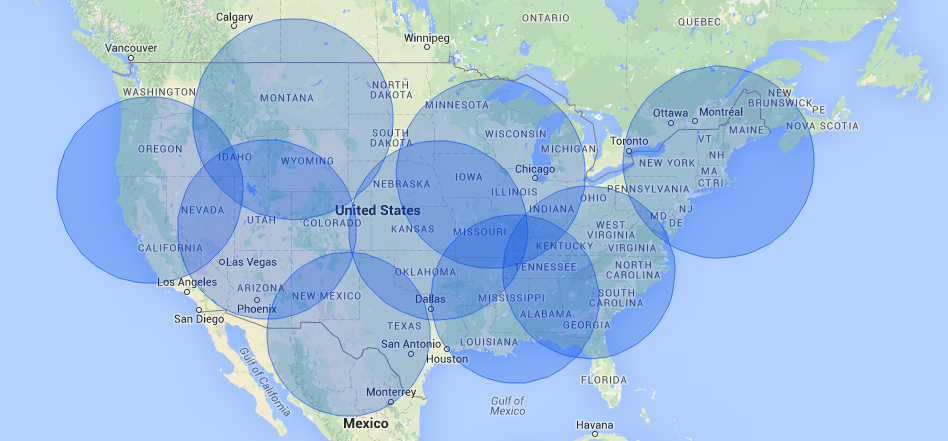 Calgary
Vancouver
Winnipeg
ONTARIO
QUEBEC
WASHINGTON
MONTANA
NORTH
DAKOTA
MINNESOTA
Ottawa
Montréal
NEW
BRUNSWICK
PE
NOVA SCOTIA
MAINE
OREGON
IDAHO
WYOMING
SOUTH
DAKOTA
WISCONSIN
MICHIGAN
Toronto
VT
NH
NEW YORK
MA
CT RI
NEBRASKA
IOWA
Chicago
ILLINOIS
INDIANA
OHIO
PENNSYLVANIA
NEVADA
UTAH
COLORADO
United States
KANSAS
MISSOURI
KENTUCKY
WEST
VIRGINIA
VIRGINIA
MD
DE
NJ
CALIFORNIA
Las Vegas
Los Angeles
San Diego
ARIZONA
Phoenix
NEW MEXICO
OKLAHOMA
Dallas
TEXAS
TENNESSEE
NORTH
CAROLINA
MISSISSIPPI
SOUTH
CAROLINA
ALABAMA
GEORGIA
LOUISIANA
San Antonio
Houston
Gulf of California
FLORIDA
Monterrey
Gulf of
Mexico
Mexico
Havana